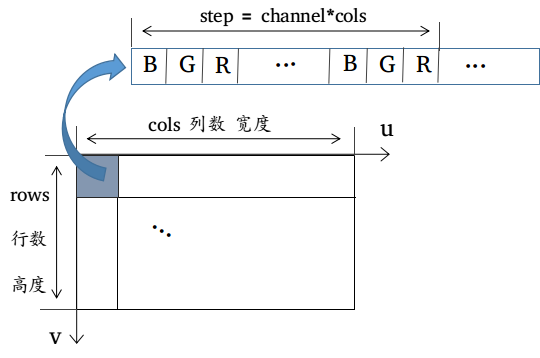 step = channel*cols
B G R ... B G R ...
cols 列数 宽度
u
rows
行数
高度
v